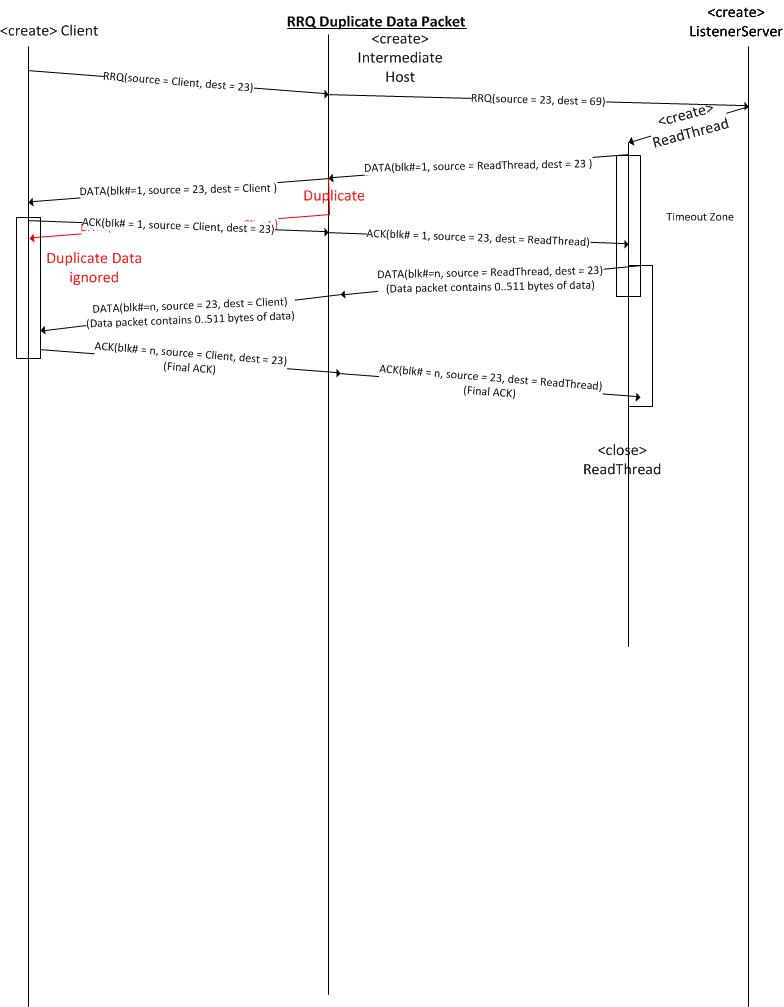 RRQ Duplicate Data Packet
<create> Client
<create>
Intermediate
Host
<create>
ListenerServer
RRQ(source = Client, dest = 23)
RRQ(source = 23, dest = 69)
<create>
ReadThread
DATA(blk#=1, source = ReadThread, dest = 23 )
DATA(blk#=1, source = 23, dest = Client )
Duplicate
Timeout Zone
ACK(blk# = 1, source = Client, dest = 23)
ACK(blk# = 1, source = 23, dest = ReadThread)
Duplicate Data
ignored
DATA(blk#=n, source = ReadThread, dest = 23)
(Data packet contains 0..511 bytes of data)
DATA(blk#=n, source = 23, dest = Client)
(Data packet contains 0..511 bytes of data)
ACK(blk# = n, source = Client, dest = 23)
(Final ACK)
ACK(blk# = n, source = 23, dest = ReadThread)
(Final ACK)
<close>
ReadThread